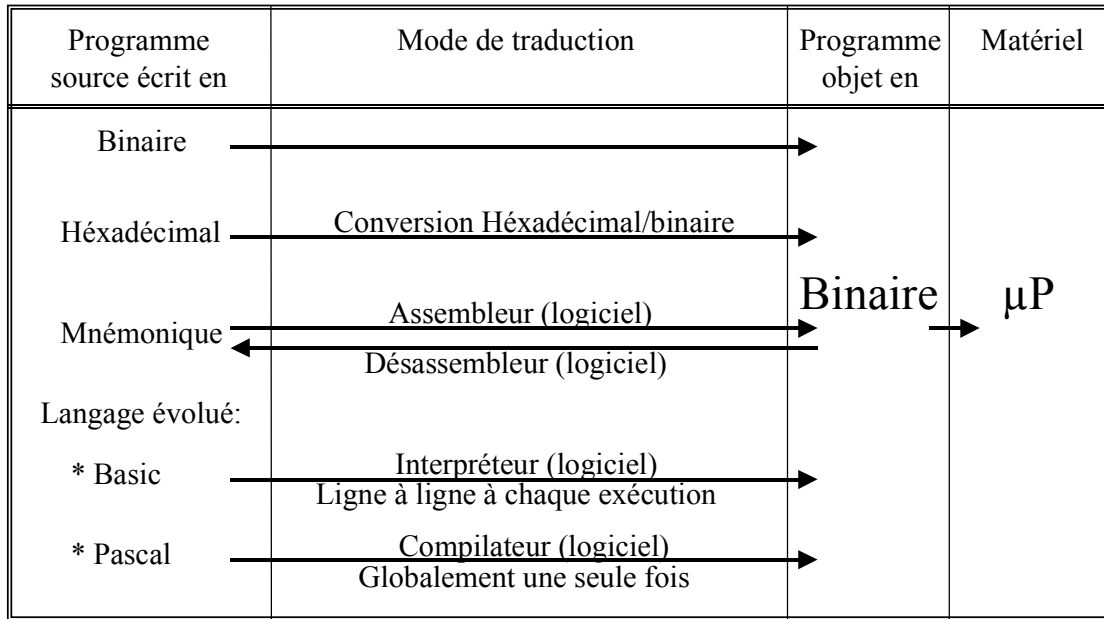 Programme source écrit en
Mode de traduction
Programme objet en
Matériel
Binaire
Héxadécimal
Conversion Héxadécimal/binaire
Binaire
µP
Mnémonique
Assembleur (logiciel)
Désassembleur (logiciel)
Langage évolué:
* Basic
Interpréteur (logiciel)
Ligne à ligne à chaque exécution
* Pascal
Compilateur (logiciel)
Globalement une seule fois